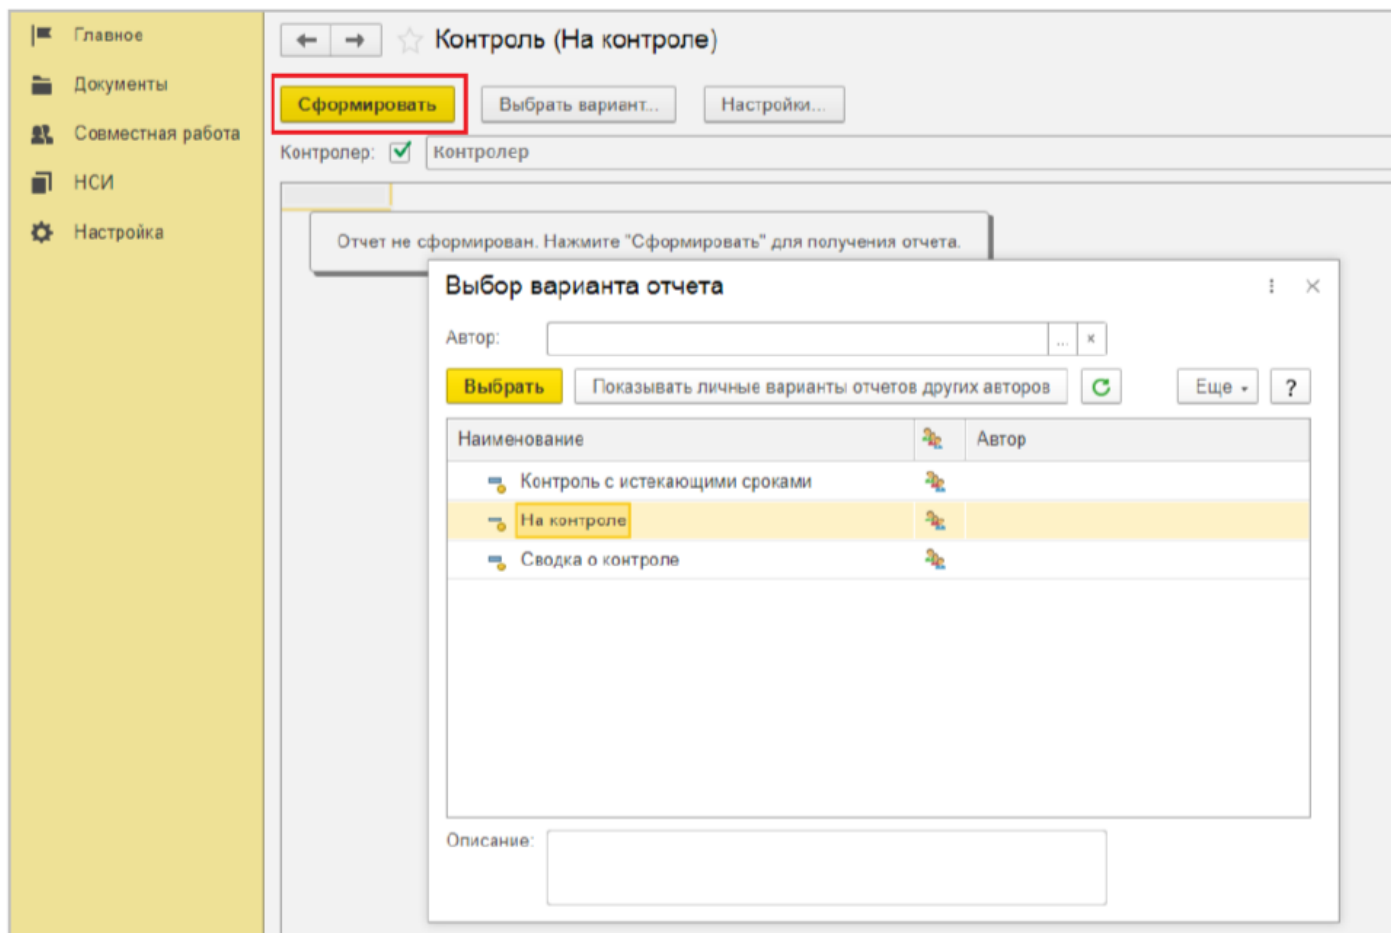 Главное
Документы
Совместная работа
НСИ
Настройка
Контроль (На контроле)
Сформировать Выбрать вариант... Настройки...
Контролер: Контролер
Отчет не сформирован. Нажмите "Сформировать" для получения отчета.
Выбор варианта отчета
Автор: ...
Выбрать Показывать личные варианты отчетов других авторов Еще ?
Наименование Автор
Контроль с истекающими сроками
На контроле
Сводка о контроле
Описание: